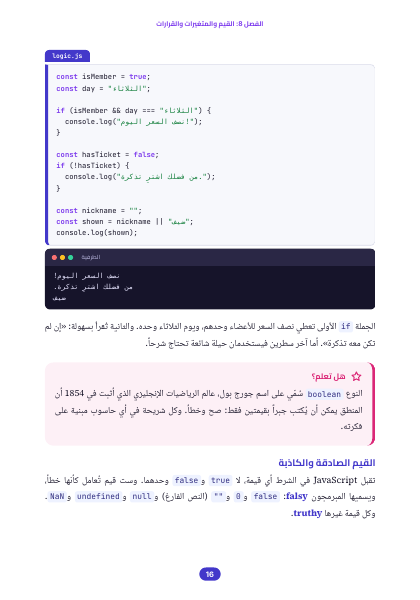 الفصل 8: القيم والمتغيرات والقرارات
logic.js
const isMember = true;
const day = "الثلاثاء";
if (isMember && day === "الثلاثاء") {
console.log("نصف السعر اليوم!");
}
const hasTicket = false;
if (!hasTicket) {
console.log("من فضلك اشترِ تذكرة.");
}
const nickname = "";
const shown = nickname || "ضيف";
console.log(shown);
الطرفية
نصف السعر اليوم!
من فضلك اشترِ تذكرة.
ضيف
الجملة if الأولى تعطي نصف السعر للأعضاء وحدهم، ويوم الثلاثاء وحده. والثانية تُقرأ بسهولة: «إن لم
تكن معه تذكرة». أما آخر سطرين فيستخدمان حيلة شائعة تحتاج شرحاً.
هل تعلم؟
النوع boolean سُمّي على اسم جورج بول، عالم الرياضيات الإنجليزي الذي أثبت في 1854 أن
المنطق يمكن أن يُكتب جبراً بقيمتين فقط: صح وخطأ. وكل شريحة في أي حاسوب مبنية على
فكرته.
القيم الصادقة والكاذبة
تقبل JavaScript في الشرط أي قيمة، لا true و false وحدهما. وست قيم تُعامل كأنها خطأ،
ويسميها المبرمجون falsy: false و 0 و "" (النص الفارغ) و null و undefined و NaN.
وكل قيمة غيرها truthy.
16